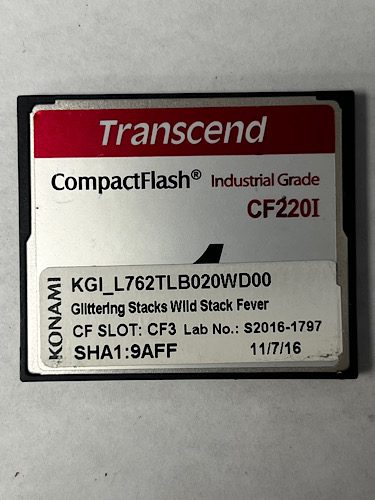 Transcend
CompactFlash® Industrial Grade
CF220I
KONAMI
KGI_L762TLB020WD00
Glittering Stacks Wild Stack Fever
CF SLOT: CF3 Lab No.: S2016-1797
SHA1:9AFF 11/7/16